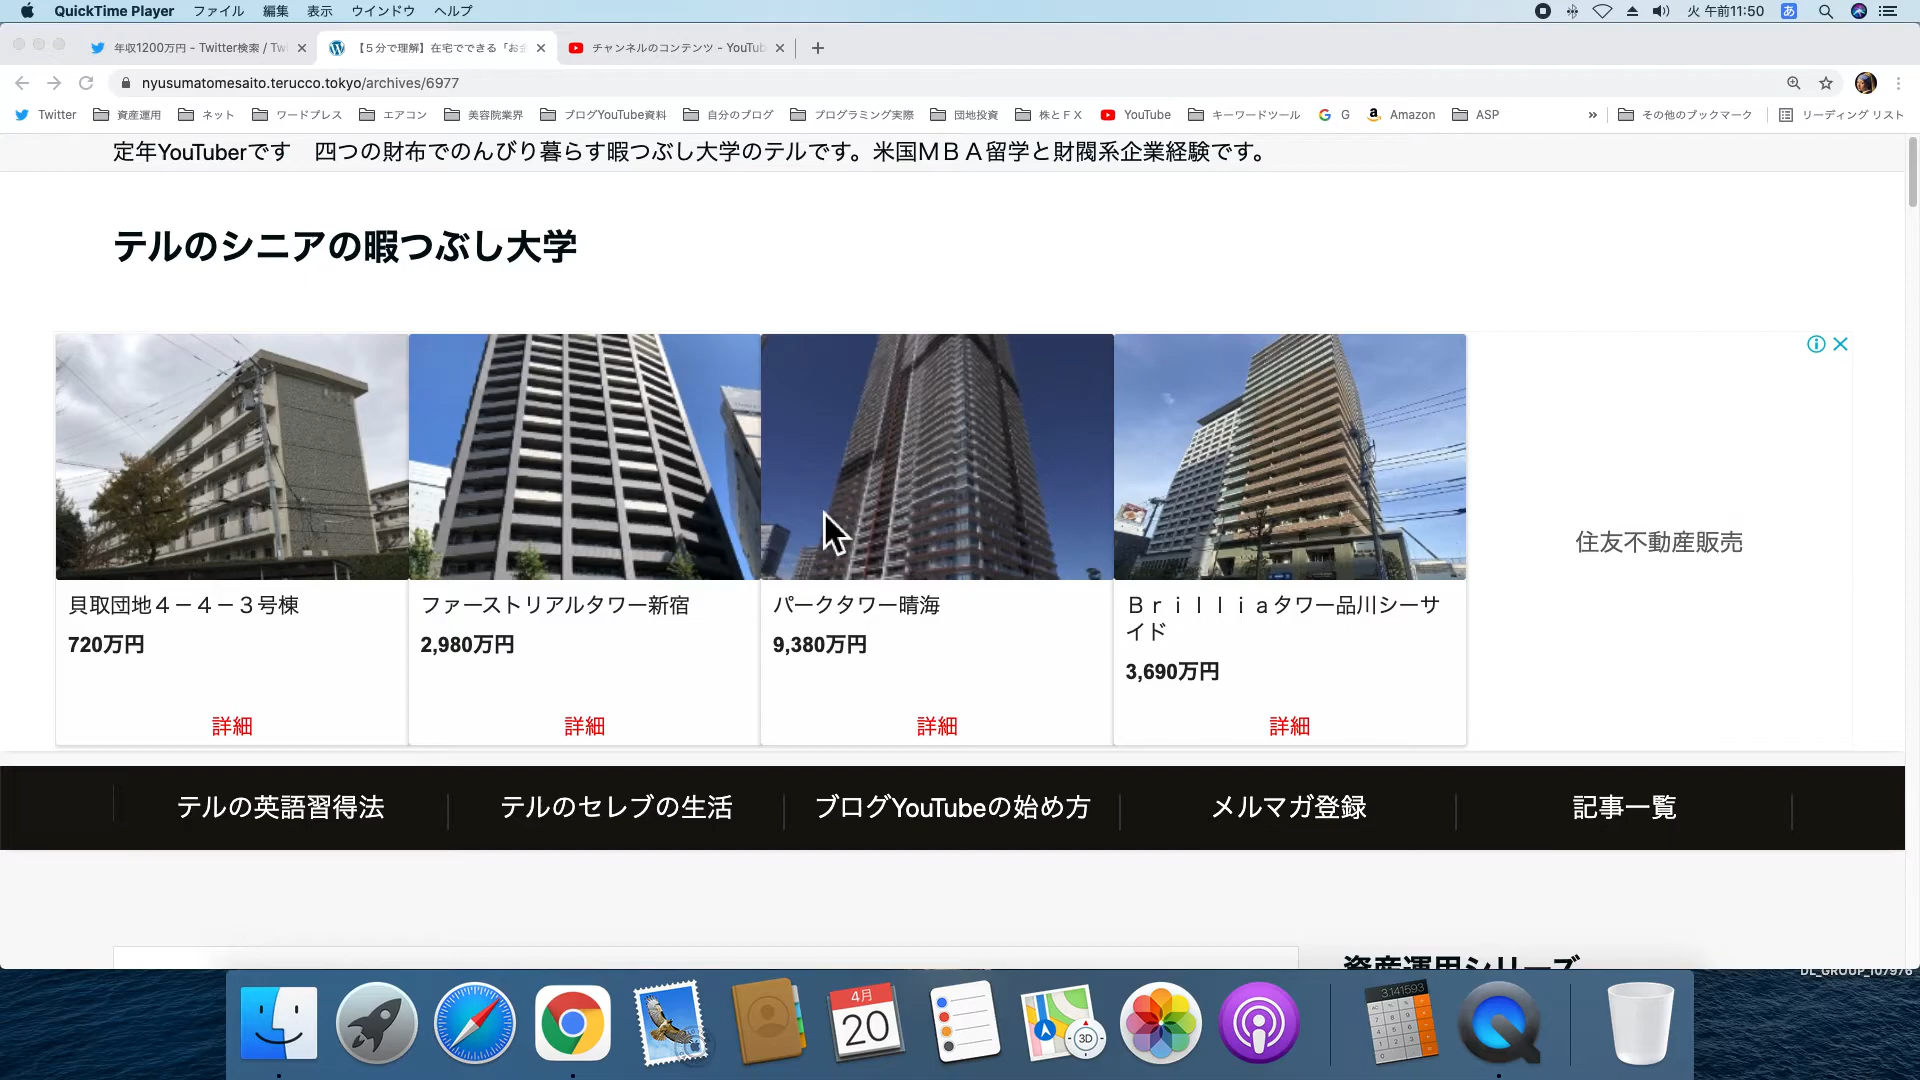 QuickTime Player ファイル 編集 表示 ウインドウ ヘルプ 火 午前11:50 あ
年収1200万円 - Twitter検索 / Tw 【５分で理解】在宅でできる「お金 チャンネルのコンテンツ - YouTub
nyusumatomesaito.terucco.tokyo/archives/6977
Twitter 資産運用 ネット ワードプレス エアコン 美容院業界 ブログYouTube資料 自分のブログ プログラミング実際 団地投資 株とＦＸ YouTube キーワードツール G Amazon ASP » その他のブックマーク リーディング リスト
定年YouTuberです　四つの財布でのんびり暮らす暇つぶし大学のテルです。米国ＭＢＡ留学と財閥系企業経験です。
テルのシニアの暇つぶし大学
貝取団地４－４－３号棟
720万円
詳細
ファーストリアルタワー新宿
2,980万円
詳細
パークタワー晴海
9,380万円
詳細
Ｂｒｉｌｌｉａタワー品川シーサ
イド
3,690万円
詳細
住友不動産販売
テルの英語習得法 テルのセレブの生活 ブログYouTubeの始め方 メルマガ登録 記事一覧
資産運用シリーズ
DL_GROUP_107976
4月
20
3D
3.141593